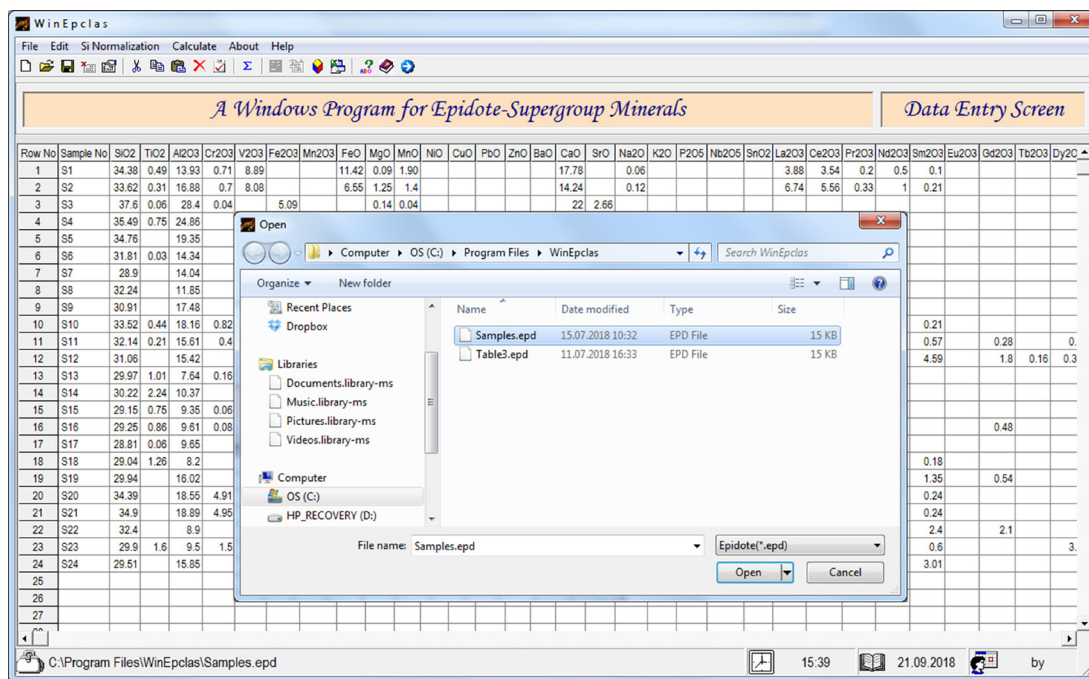 WinEpclas
File Edit Si Normalization Calculate About Help
A Windows Program for Epidote-Supergroup Minerals Data Entry Screen
Row No Sample No SiO2 TiO2 Al2O3 Cr2O3 V2O3 Fe2O3 Mn2O3 FeO MgO MnO NiO CuO PbO ZnO BaO CaO SrO Na2O K2O P2O5 Nb2O5 SnO2 La2O3 Ce2O3 Pr2O3 Nd2O3 Sm2O3 Eu2O3 Gd2O3 Tb2O3 Dy2O
1 S1 34.38 0.49 13.93 0.71 8.89 11.42 0.09 1.90 17.78 0.06 3.88 3.54 0.2 0.5 0.1
2 S2 33.62 0.31 16.88 0.7 8.08 6.55 1.25 1.4 14.24 0.12 6.74 5.56 0.33 1 0.21
3 S3 37.6 0.06 28.4 0.04 5.09 0.14 0.04 22 2.66
4 S4 35.49 0.75 24.86
5 S5 34.76 19.35
6 S6 31.81 0.03 14.34
7 S7 28.9 14.04
8 S8 32.24 11.85
9 S9 30.91 17.48
10 S10 33.52 0.44 18.16 0.82 0.21
11 S11 32.14 0.21 15.61 0.4 0.57 0.28 0.
12 S12 31.06 15.42 4.59 1.8 0.16 0.3
13 S13 29.97 1.01 7.64 0.16
14 S14 30.22 2.24 10.37
15 S15 29.15 0.75 9.35 0.06
16 S16 29.25 0.86 9.61 0.08 0.48
17 S17 28.81 0.06 9.65
18 S18 29.04 1.26 8.2 0.18
19 S19 29.94 16.02 1.35 0.54
20 S20 34.39 18.55 4.91 0.24
21 S21 34.9 18.89 4.95 0.24
22 S22 32.4 8.9 2.4 2.1
23 S23 29.9 1.6 9.5 1.5 0.6 3.
24 S24 29.51 15.85 3.01
25
26
27
Open
Computer OS (C:) Program Files WinEpclas Search WinEpclas
Organize New folder
Recent Places
Dropbox
Libraries
Documents.library-ms
Music.library-ms
Pictures.library-ms
Videos.library-ms
Computer
OS (C:)
HP_RECOVERY (D:)
Name Date modified Type Size
Samples.epd 15.07.2018 10:32 EPD File 15 KB
Table3.epd 11.07.2018 16:33 EPD File 15 KB
File name: Samples.epd Epidote(*.epd)
Open Cancel
C:\Program Files\WinEpclas\Samples.epd 15:39 21.09.2018 by